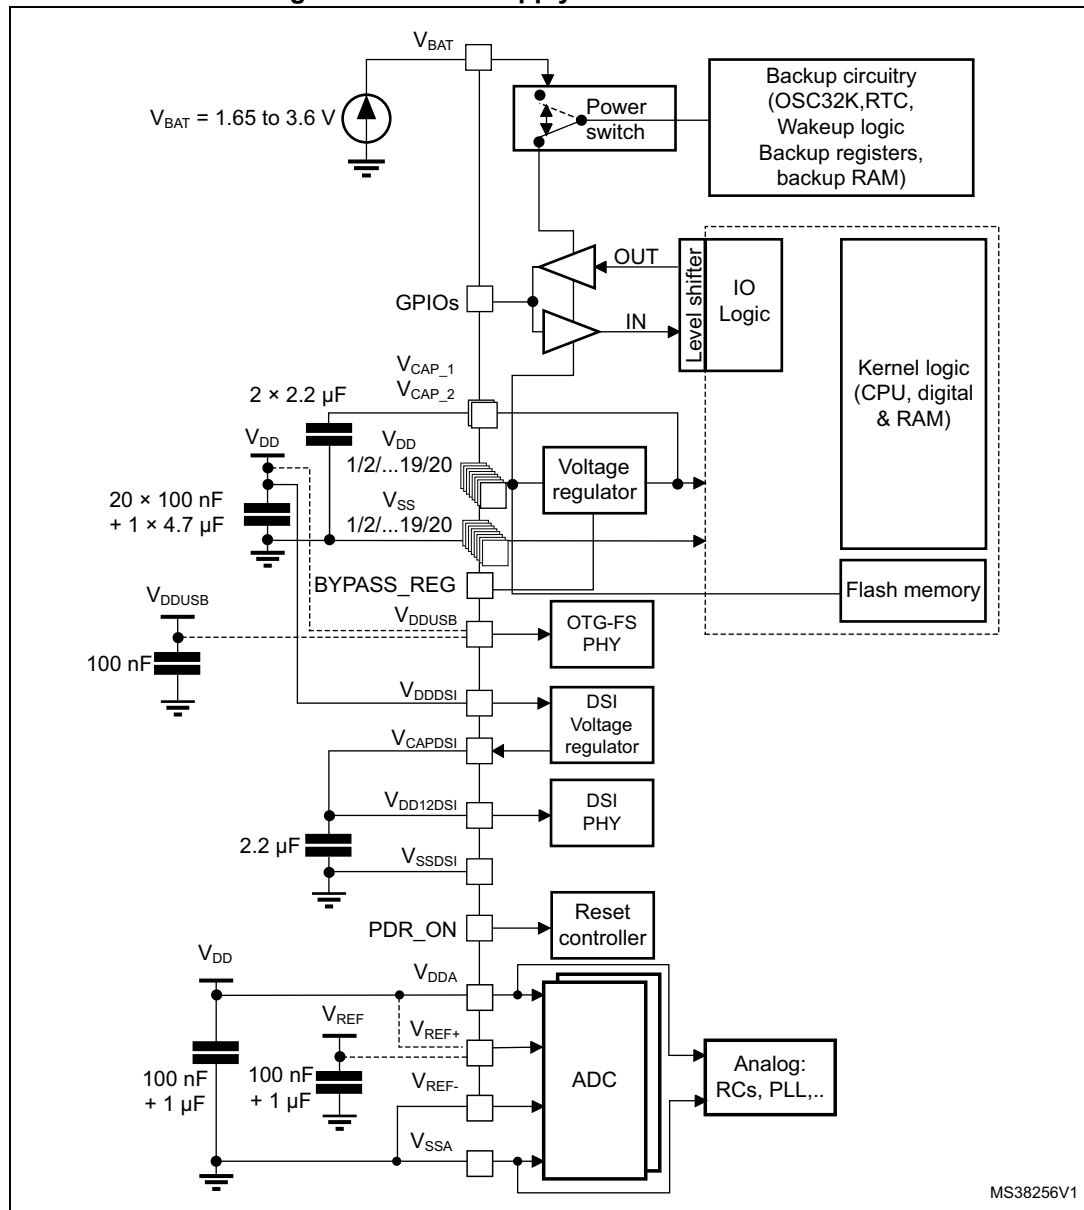 V_BAT
V_BAT = 1.65 to 3.6 V
Power
switch
Backup circuitry
(OSC32K,RTC,
Wakeup logic
Backup registers,
backup RAM)
OUT
IN
GPIOs
Level shifter
IO
Logic
Kernel logic
(CPU, digital
& RAM)
V_CAP_1
V_CAP_2
2 × 2.2 µF
V_DD
V_DD
1/2/...19/20
Voltage
regulator
20 × 100 nF
+ 1 × 4.7 µF
V_SS
1/2/...19/20
BYPASS_REG
Flash memory
V_DDUSB
V_DDUSB
OTG-FS
PHY
100 nF
V_DDDSI
DSI
Voltage
regulator
V_CAPDSI
V_DD12DSI
DSI
PHY
2.2 µF
V_SSDSI
PDR_ON
Reset
controller
V_DD
V_DDA
V_REF
V_REF+
100 nF
+ 1 µF
100 nF
+ 1 µF
V_REF-
ADC
Analog:
RCs, PLL,..
V_SSA
MS38256V1